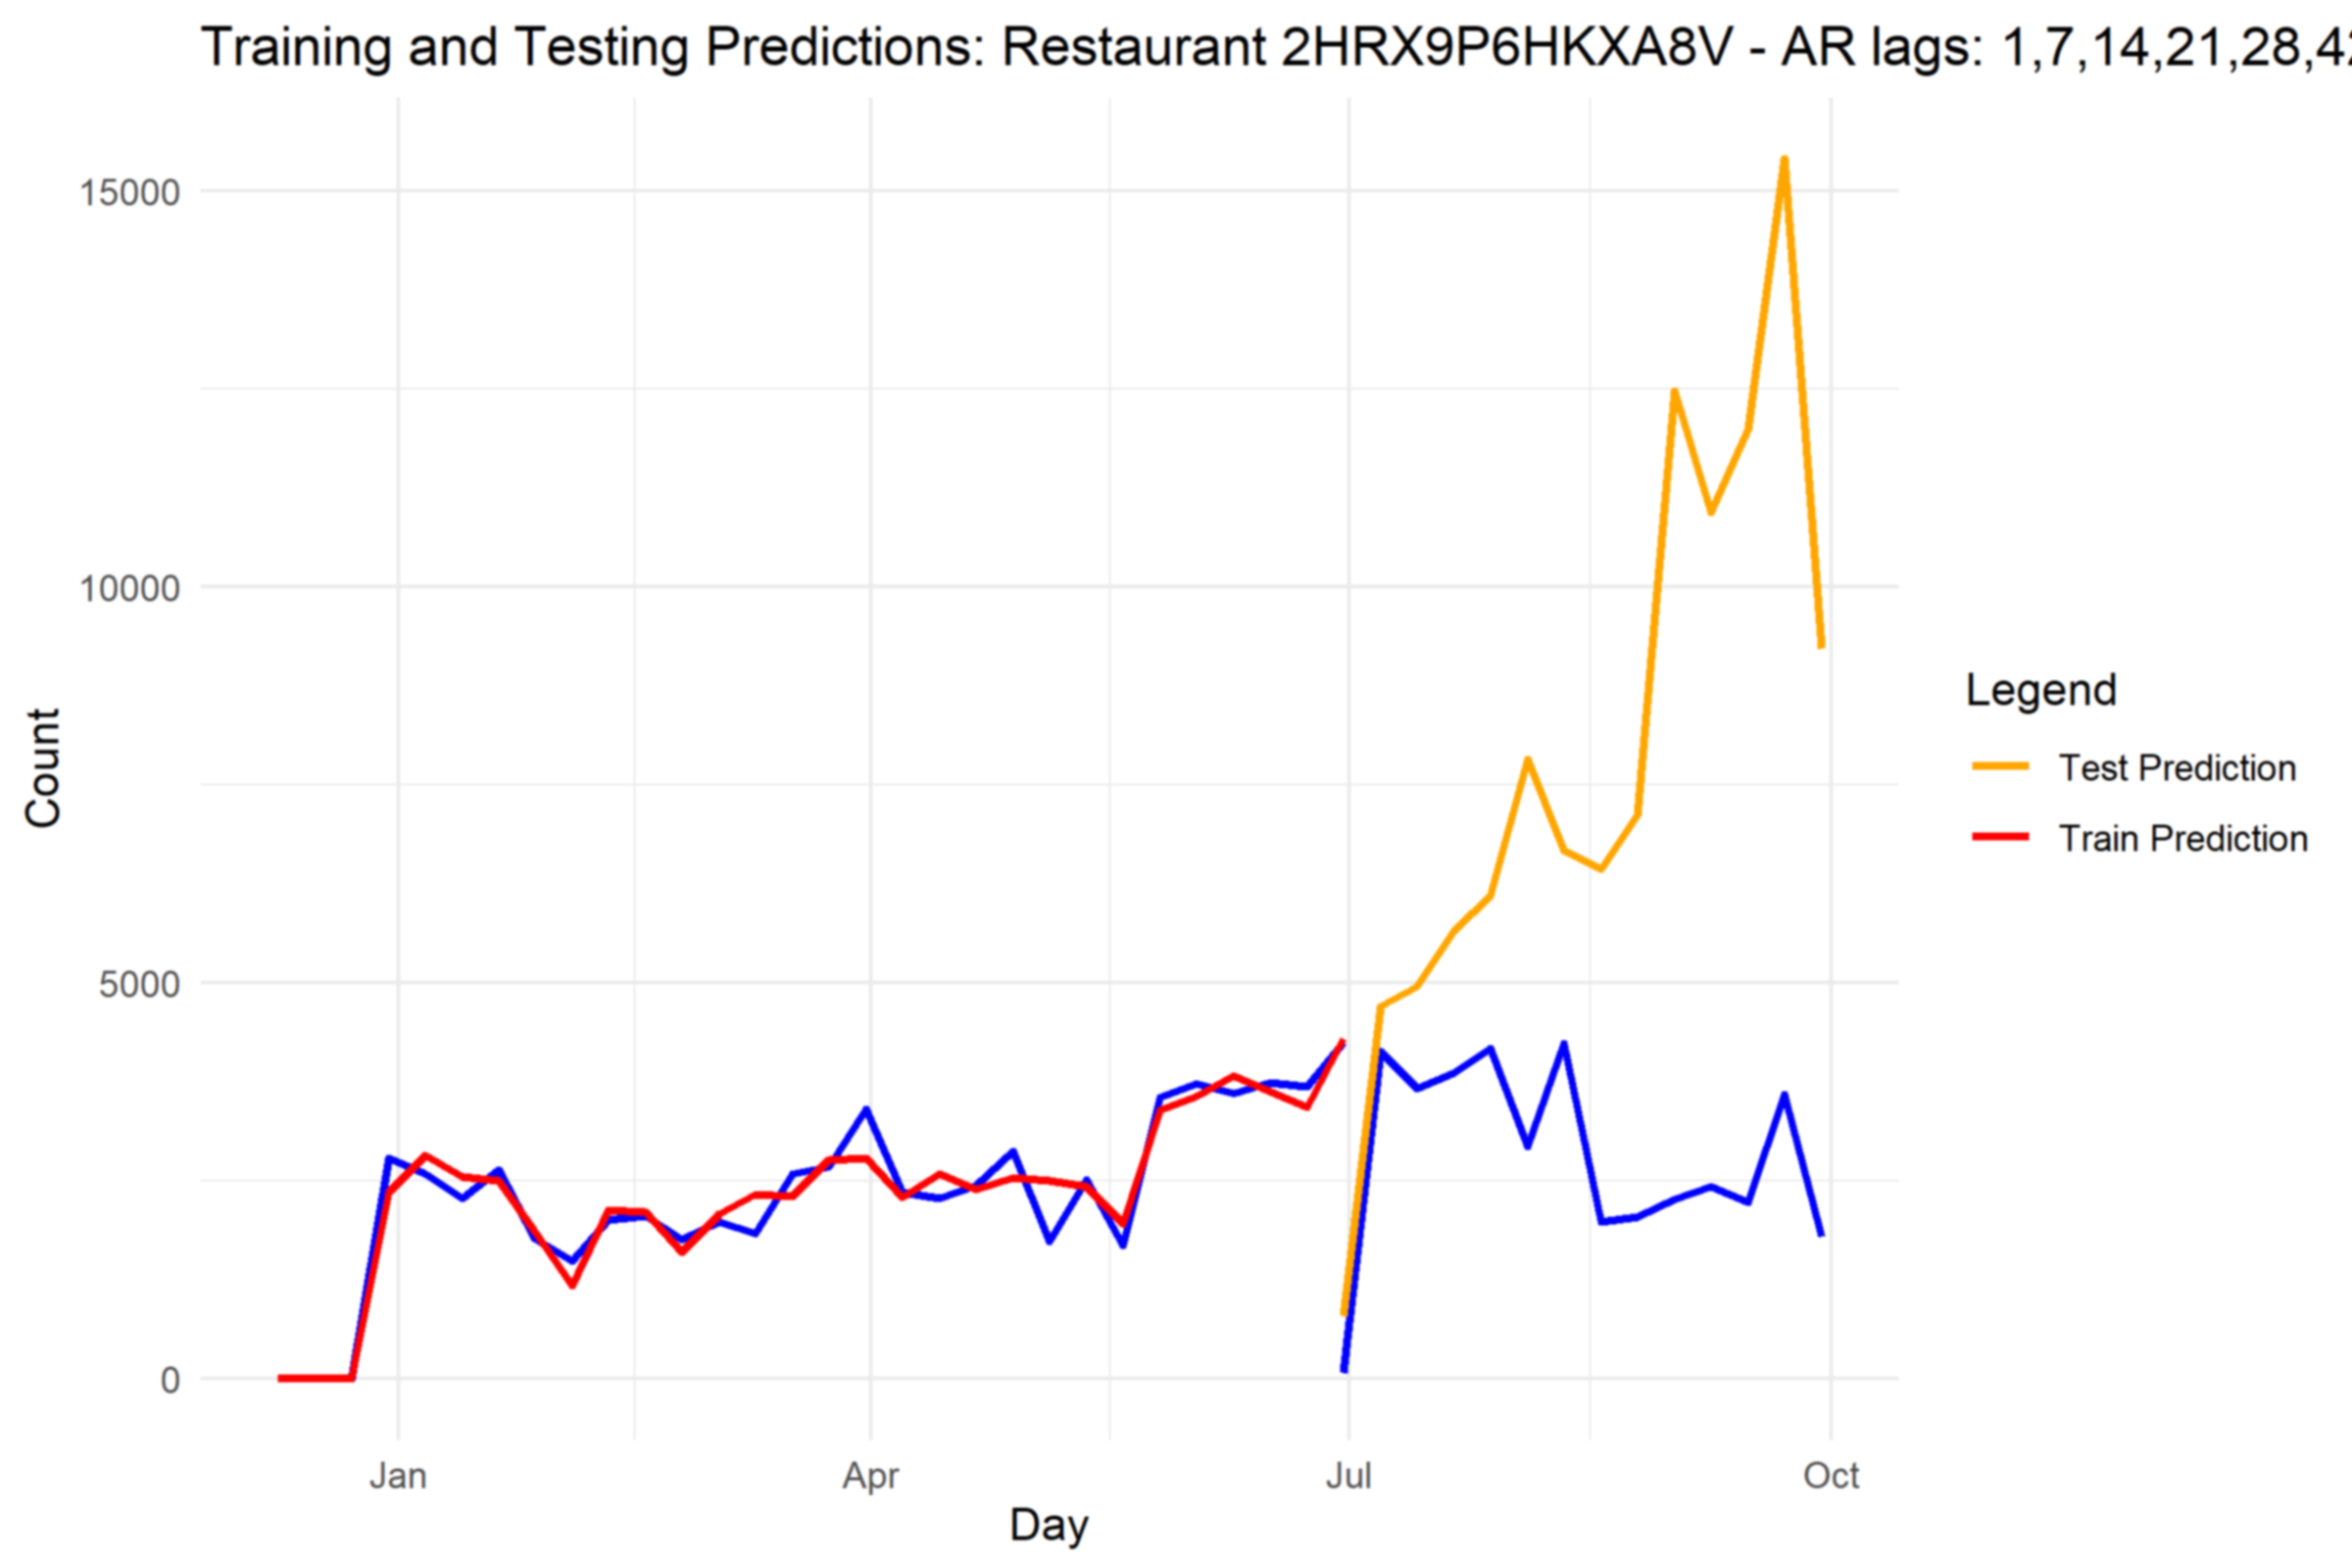 Training and Testing Predictions: Restaurant 2HRX9P6HKXA8V - AR lags: 1,7,14,21,28,42
15000
10000
5000
0
Count
Jan
Apr
Jul
Oct
Day
Legend
Test Prediction
Train Prediction